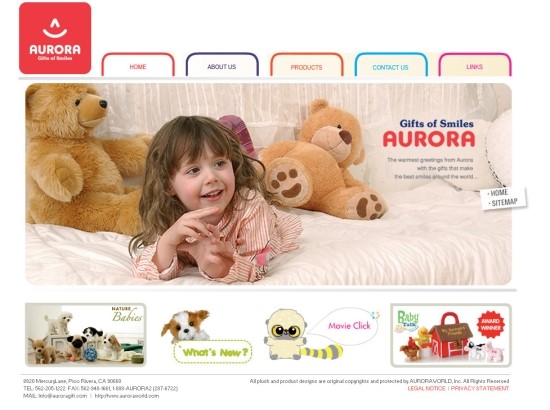 AURORA
Gifts of Smiles
HOME
ABOUT US
PRODUCTS
CONTACT US
LINKS
Gifts of Smiles
AURORA
The warmest greetings from Aurora
with the gifts that make
the best smiles around the world...
· HOME
· SITEMAP
NATURE
Babies
What's New?
Movie Click
Baby
Talk
AWARD
WINNER
8820 Mercury Lane, Pico Rivera, CA 90660
All plush and product designs are original copyrights and protected by AURORA WORLD, Inc. All Rights Reserved
TEL: 562-205-1222 FAX: 562-948-1661, 1-888-AURORA2 (287-6722)
LEGAL NOTICE | PRIVACY STATEMENT
MAIL: Info@auroragift.com | http://www.auroraworld.com